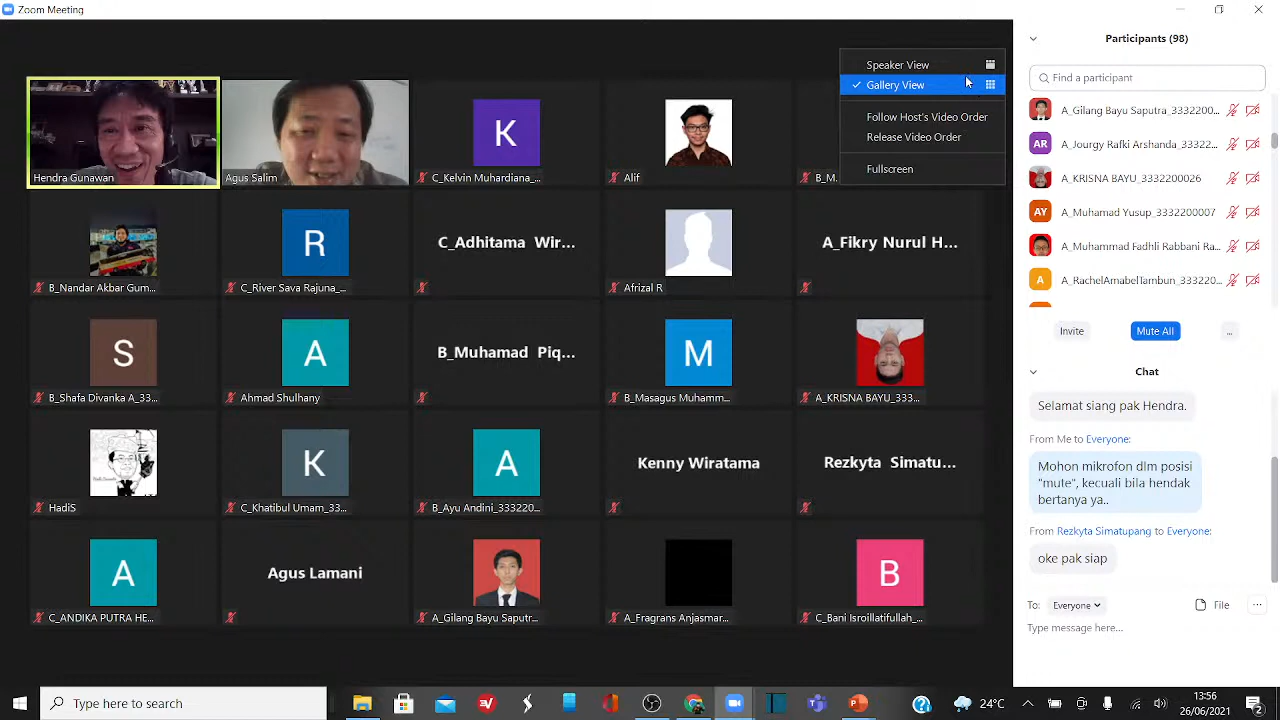 Zoom Meeting
Hendra Gunawan
Agus Salim
K
C_Kelvin Muhardiana_...
Alif
B_M.
Speaker View
Gallery View
Follow Host's Video Order
Release Video Order
Fullscreen
B_Nandar Akbar Gum...
R
C_River Sava Rajuna_...
C_Adhitama Wir...
Afrizal R
A_Fikry Nurul H...
S
B_Shafa Divenka A_33...
A
Ahmad Shulhany
B_Muhamad Piq...
M
B_Masagus Muhamm...
A_KRISNA BAYU_333...
HadiS
K
C_Khatibul Umam_33...
A
B_Ayu Andini_333220...
Kenny Wiratama
Rezkyta Simatu...
A
C_ANDIKA PUTRA HE...
Agus Lamani
A_Gilang Bayu Saputr...
A_Fragrans Anjasmar...
B
C_Bani Isroillatifullah_...
Participants (98)
Find a participant
A_Gilang Bayu Saputra_3332200...
AR
A_Jourgy Rafif Ardhani_3332200...
A_KRISNA BAYU_3332200026
AY
A_Muhamad Yusup_3332200007
A_Muhammad Fadhil Nurhadi_33...
A
A_RachelAmabelTambun_333220...
Invite
Mute All
...
Chat
Selamat siang pak Hendra.
From Me to Everyone:
Mohon mikrofon dlm posisi
"mute", kecuali bila hendak
bertanya ya..
From Rezkyta Simatupang to Everyone:
oke pak siap
To: Everyone
File
...
Type message here...
Type here to search
24°C
13:56
26/06/2021
2